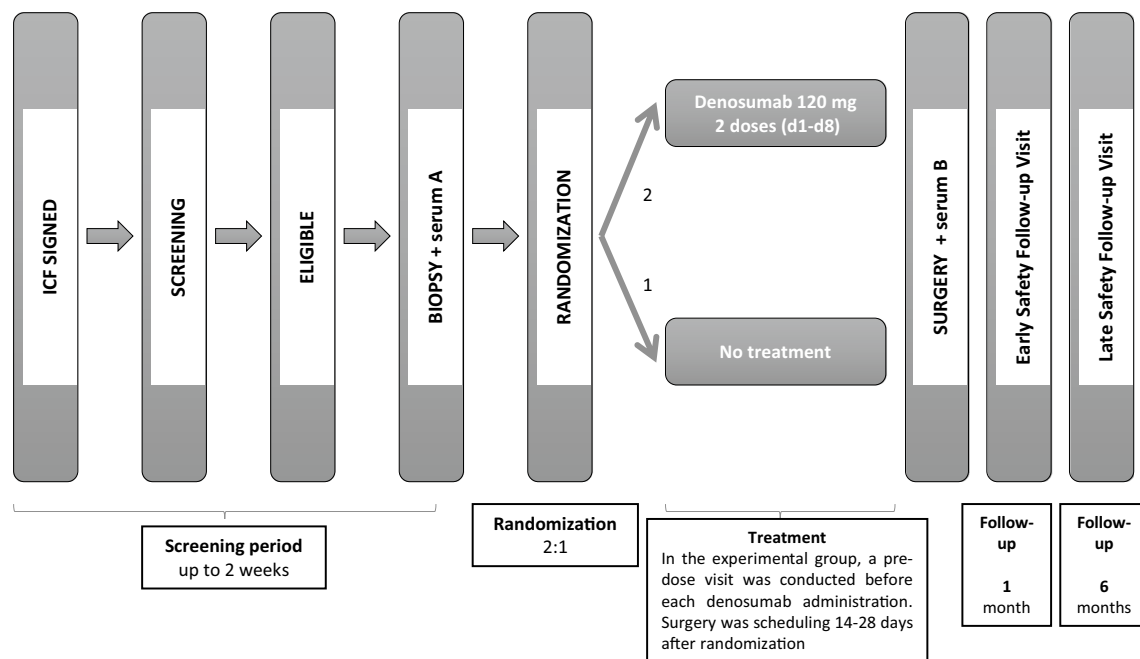 ICF SIGNED
SCREENING
ELIGIBLE
BIOPSY + serum A
RANDOMIZATION
2
1
Denosumab 120 mg
2 doses (d1-d8)
No treatment
SURGERY + serum B
Early Safety Follow-up Visit
Late Safety Follow-up Visit
Screening period
up to 2 weeks
Randomization
2:1
Treatment
In the experimental group, a pre-
dose visit was conducted before
each denosumab administration.
Surgery was scheduling 14-28 days
after randomization
Follow-
up
1
month
Follow-
up
6
months